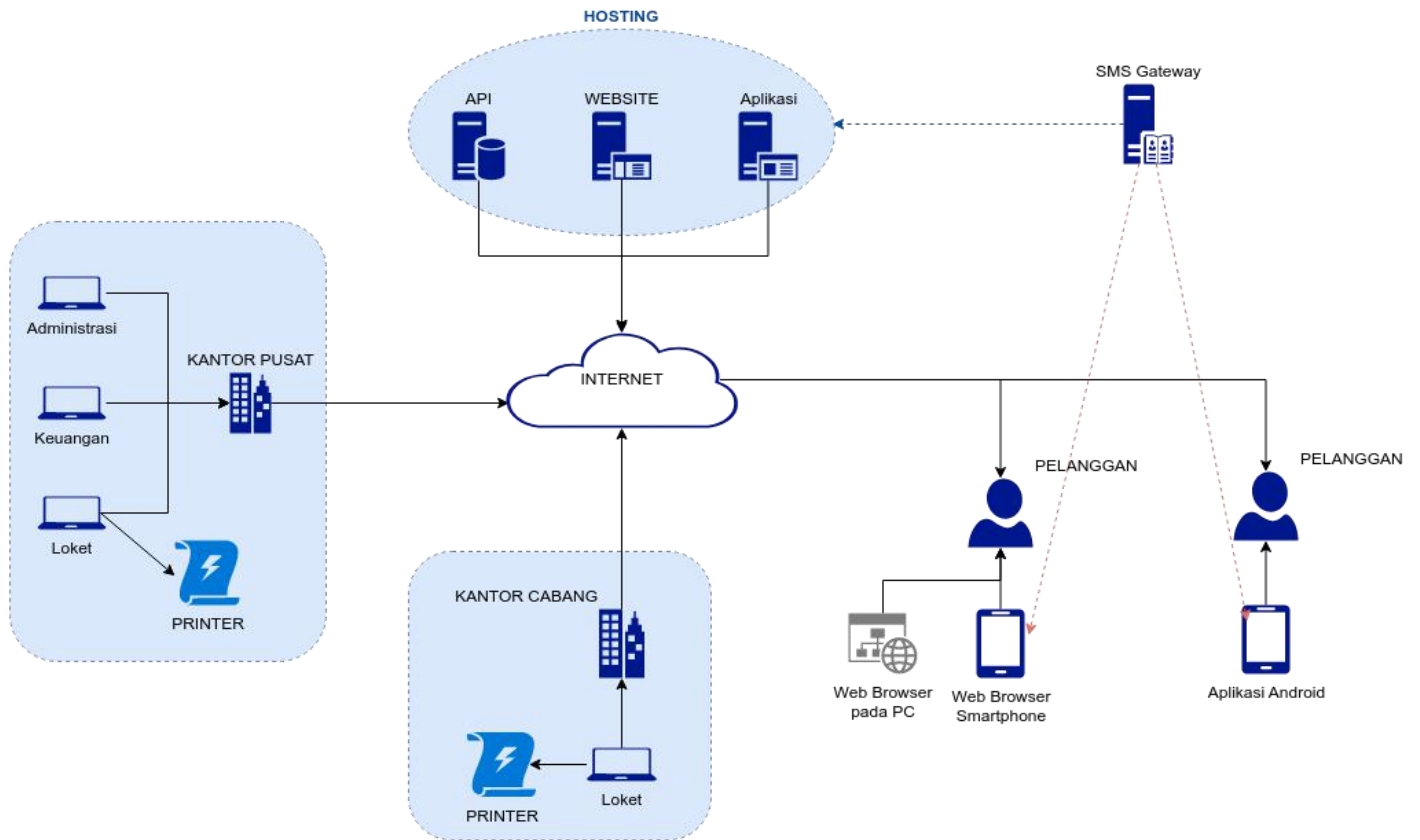 HOSTING
SMS Gateway
API
WEBSITE
Aplikasi
Administrasi
KANTOR PUSAT
Keuangan
Loket
PRINTER
INTERNET
PELANGGAN
PELANGGAN
KANTOR CABANG
Web Browser
pada PC
Web Browser
Smartphone
Aplikasi Android
PRINTER
Loket